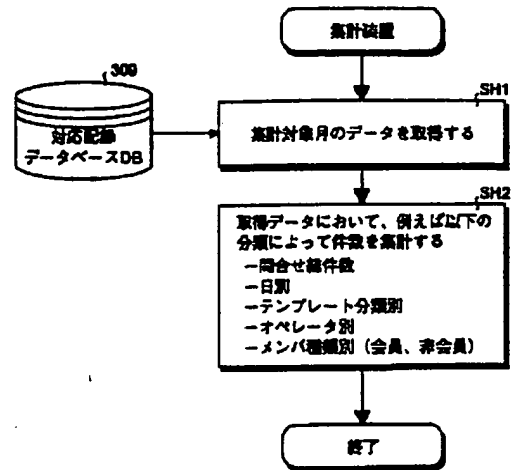 集計装置
309
対応記録
データベースDB
SH1
集計対象月のデータを取得する
SH2
取得データにおいて、例えば以下の
分類によって件数を集計する
－問合せ総件数
－日別
－テンプレート分類別
－オペレータ別
－メンバ種類別（会員、非会員）
終了